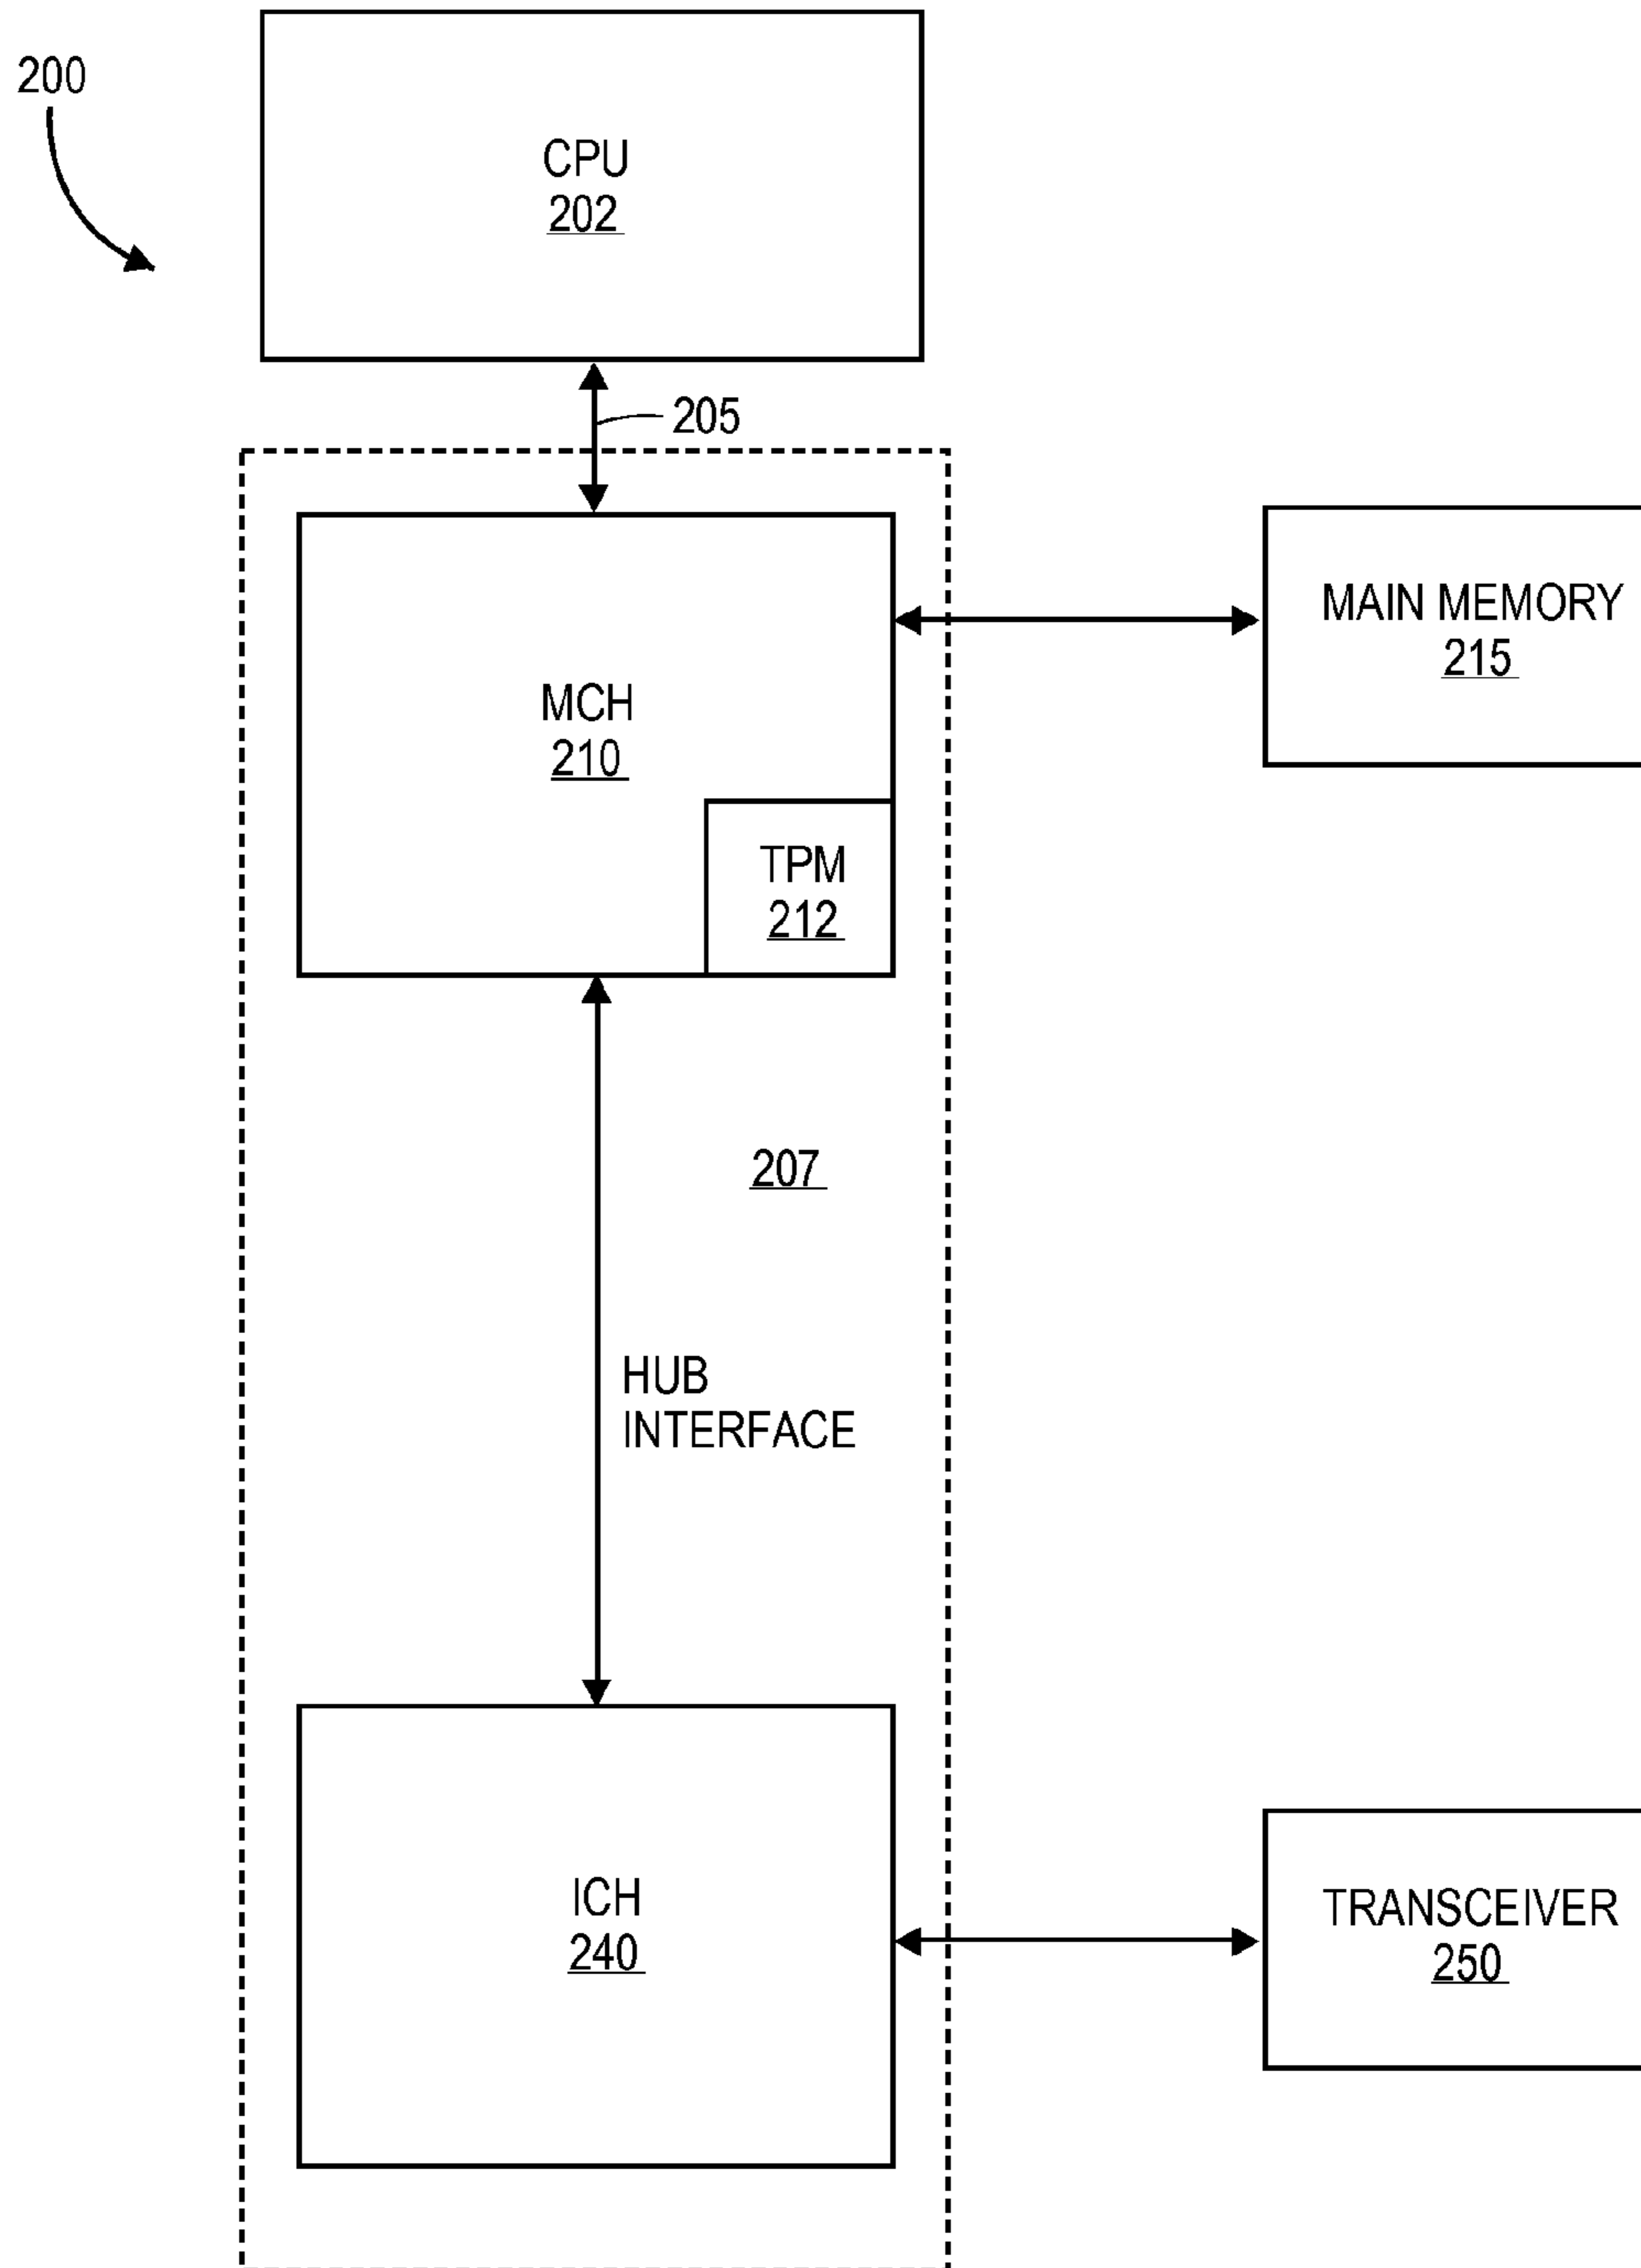 200
CPU
202
205
MCH
210
TPM
212
MAIN MEMORY
215
207
HUB
INTERFACE
ICH
240
TRANSCEIVER
250